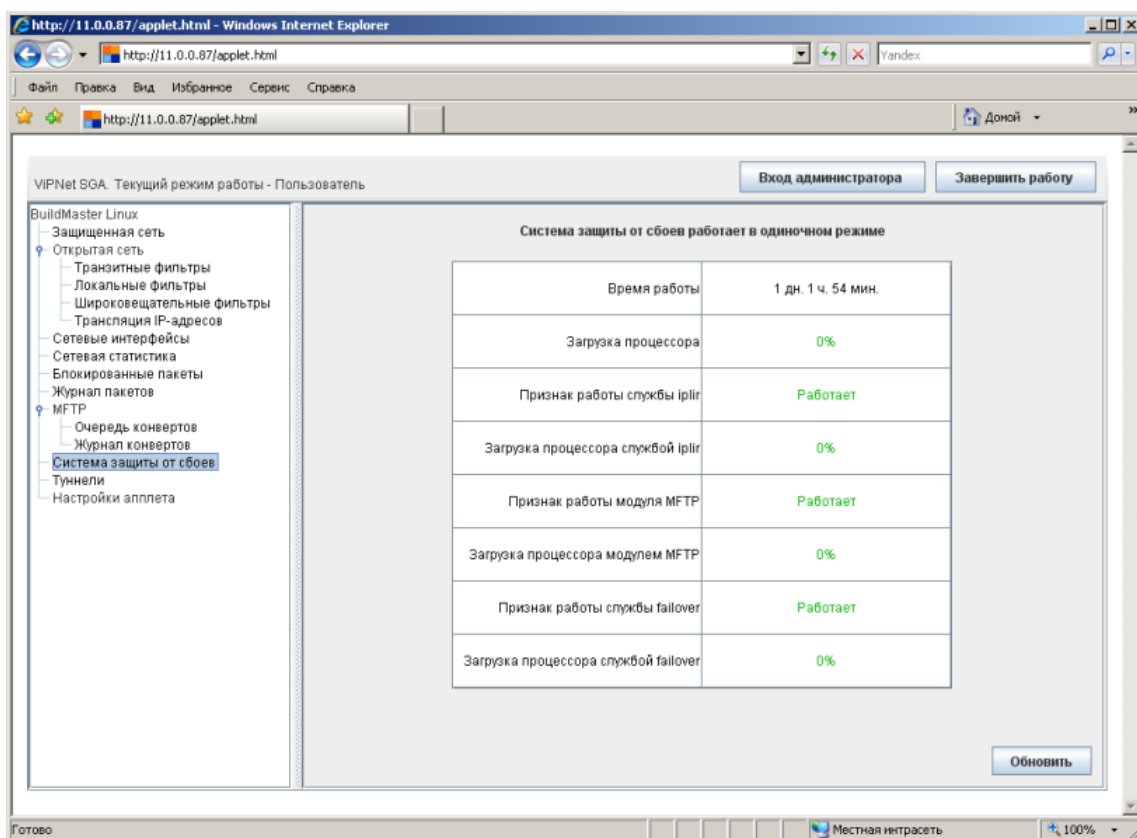 http://11.0.0.87/applet.html - Windows Internet Explorer
http://11.0.0.87/applet.html
Yandex
Файл Правка Вид Избранное Сервис Справка
http://11.0.0.87/applet.html
Домой
ViPNet SGA. Текущий режим работы - Пользователь
Вход администратора
Завершить работу
BuildMaster Linux
Защищенная сеть
Открытая сеть
Транзитные фильтры
Локальные фильтры
Широковещательные фильтры
Трансляция IP-адресов
Сетевые интерфейсы
Сетевая статистика
Блокированные пакеты
Журнал пакетов
MFTP
Очередь конвертов
Журнал конвертов
Система защиты от сбоев
Туннели
Настройки апплета
Система защиты от сбоев работает в одиночном режиме
Время работы 1 дн. 1 ч. 54 мин.
Загрузка процессора 0%
Признак работы службы iplir Работает
Загрузка процессора службой iplir 0%
Признак работы модуля MFTP Работает
Загрузка процессора модулем MFTP 0%
Признак работы службы failover Работает
Загрузка процессора службой failover 0%
Обновить
Готово
Местная интрасеть
100%